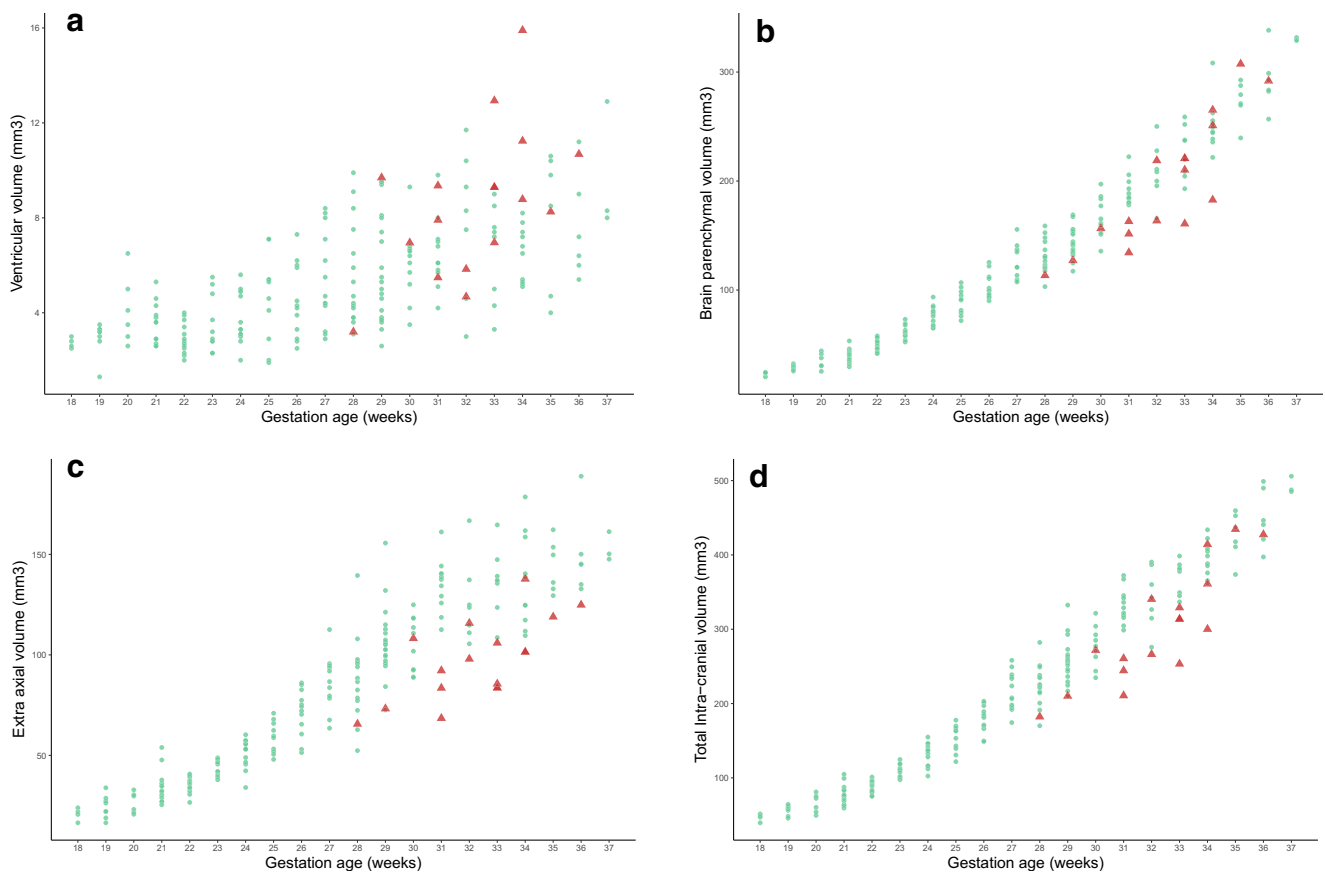 a
Ventricular volume (mm3)
16
12
8
4
18 19 20 21 22 23 24 25 26 27 28 29 30 31 32 33 34 35 36 37
Gestation age (weeks)
b
Brain parenchymal volume (mm3)
300
200
100
18 19 20 21 22 23 24 25 26 27 28 29 30 31 32 33 34 35 36 37
Gestation age (weeks)
c
Extra axial volume (mm3)
150
100
50
18 19 20 21 22 23 24 25 26 27 28 29 30 31 32 33 34 35 36 37
Gestation age (weeks)
d
Total Intra−cranial volume (mm3)
500
400
300
200
100
18 19 20 21 22 23 24 25 26 27 28 29 30 31 32 33 34 35 36 37
Gestation age (weeks)